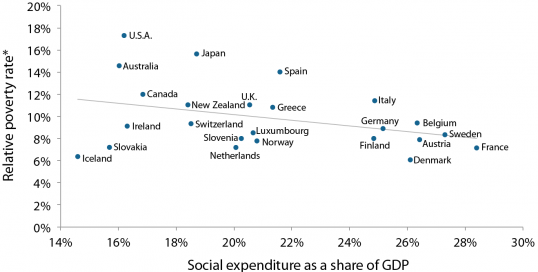 Relative poverty rate*
20%
18%
16%
14%
12%
10%
8%
6%
4%
2%
0%
U.S.A.
Japan
Australia
Spain
Canada
U.K.
Italy
New Zealand
Greece
Ireland
Switzerland
Germany
Belgium
Luxumbourg
Sweden
Slovenia
Norway
Finland
Austria
France
Slovakia
Netherlands
Iceland
Denmark
14% 16% 18% 20% 22% 24% 26% 28% 30%
Social expenditure as a share of GDP